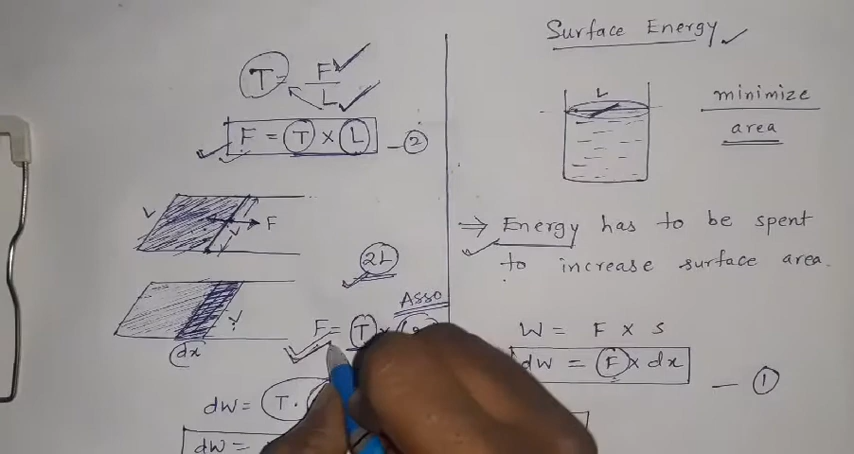 Surface Energy
T = F / L
L
minimize
area
F = T × L - ②
F
L
⇒ Energy has to be spent
to increase surface area.
2L
Asso
F = T ×
W = F × S
dx
dW = F × dx - ①
dW = T.
dW =